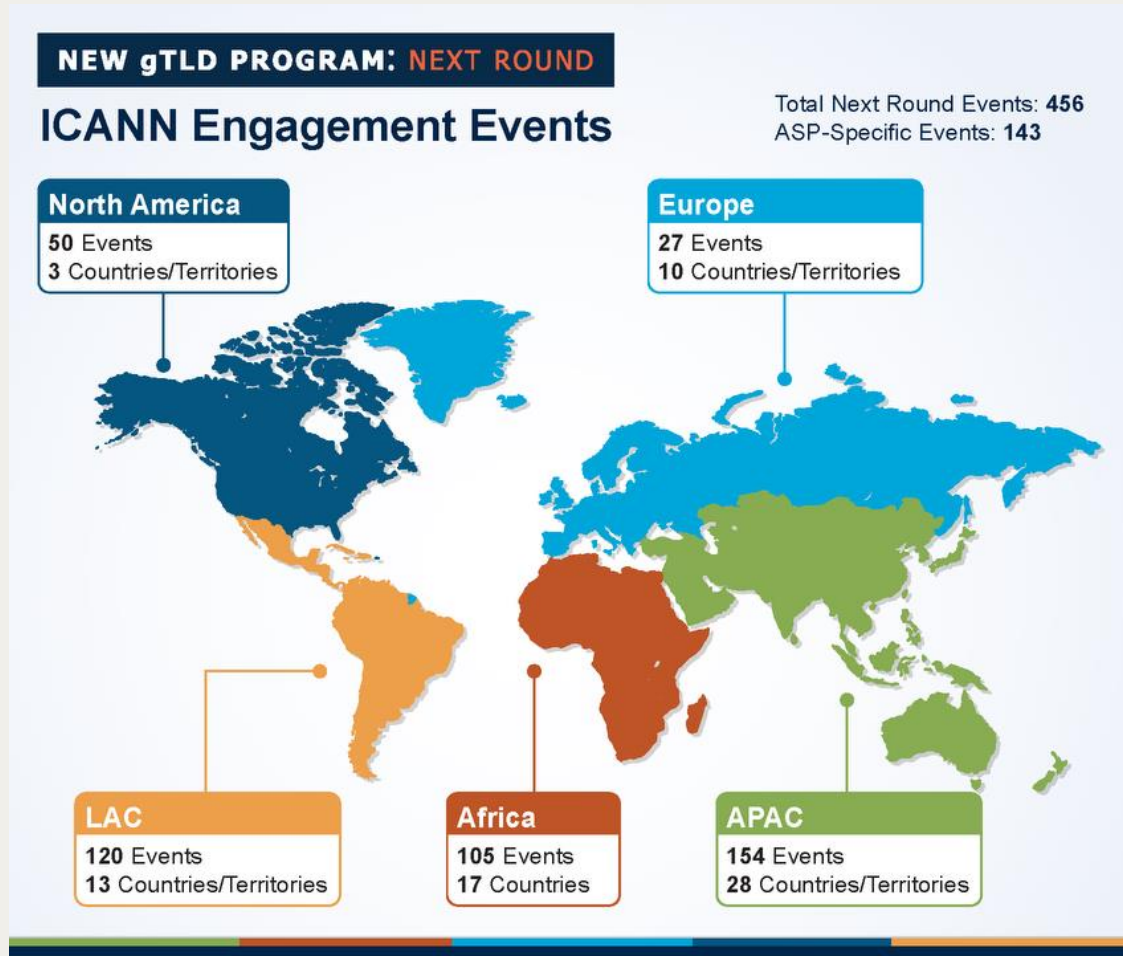 NEW gTLD PROGRAM: NEXT ROUND
ICANN Engagement Events
Total Next Round Events: 456
ASP-Specific Events: 143
North America
50 Events
3 Countries/Territories
Europe
27 Events
10 Countries/Territories
LAC
120 Events
13 Countries/Territories
Africa
105 Events
17 Countries
APAC
154 Events
28 Countries/Territories